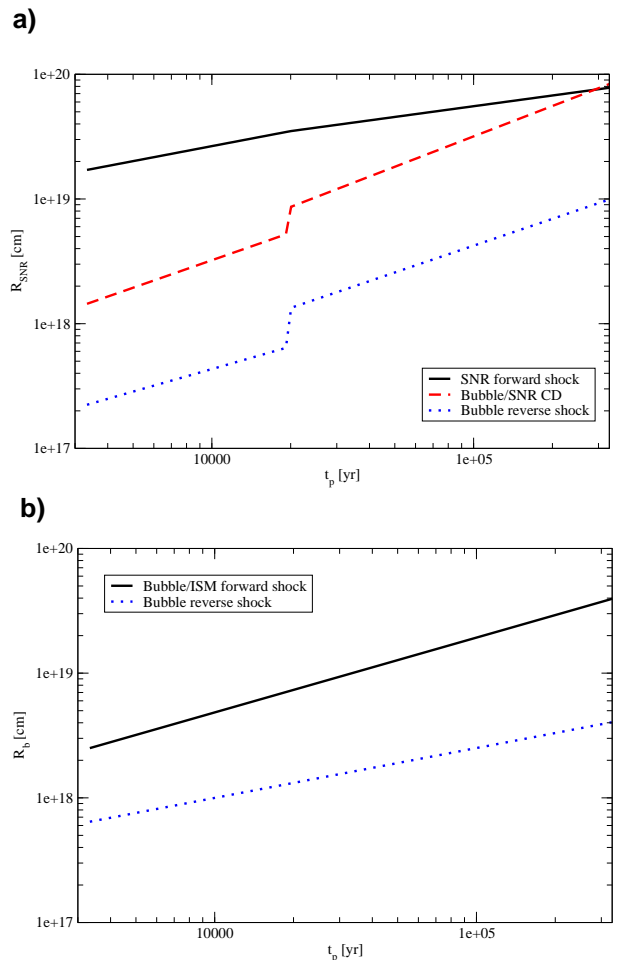 a)
1e+20
1e+19
R_SNR [cm]
1e+18
1e+17
SNR forward shock
Bubble/SNR CD
Bubble reverse shock
10000
1e+05
t_p [yr]
b)
1e+20
Bubble/ISM forward shock
Bubble reverse shock
1e+19
R_b [cm]
1e+18
1e+17
10000
1e+05
t_p [yr]